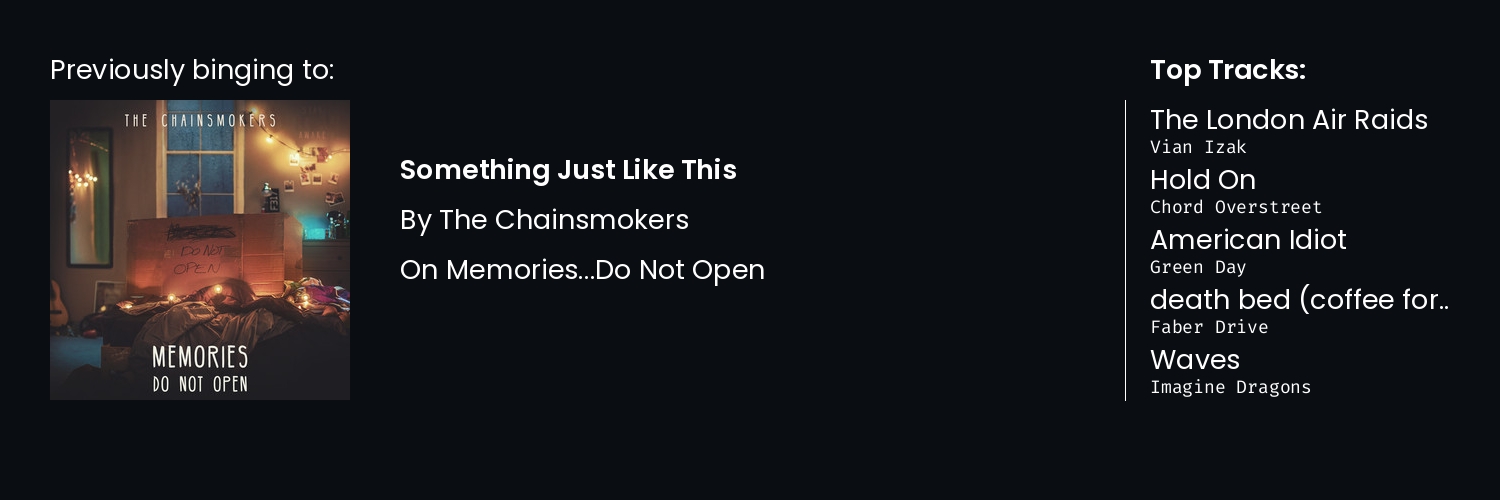 Previously binging to:
THE CHAINSMOKERS
DO NOT
OPEN
MEMORIES
DO NOT OPEN
Something Just Like This
By The Chainsmokers
On Memories...Do Not Open
Top Tracks:
The London Air Raids
Vian Izak
Hold On
Chord Overstreet
American Idiot
Green Day
death bed (coffee for..
Faber Drive
Waves
Imagine Dragons